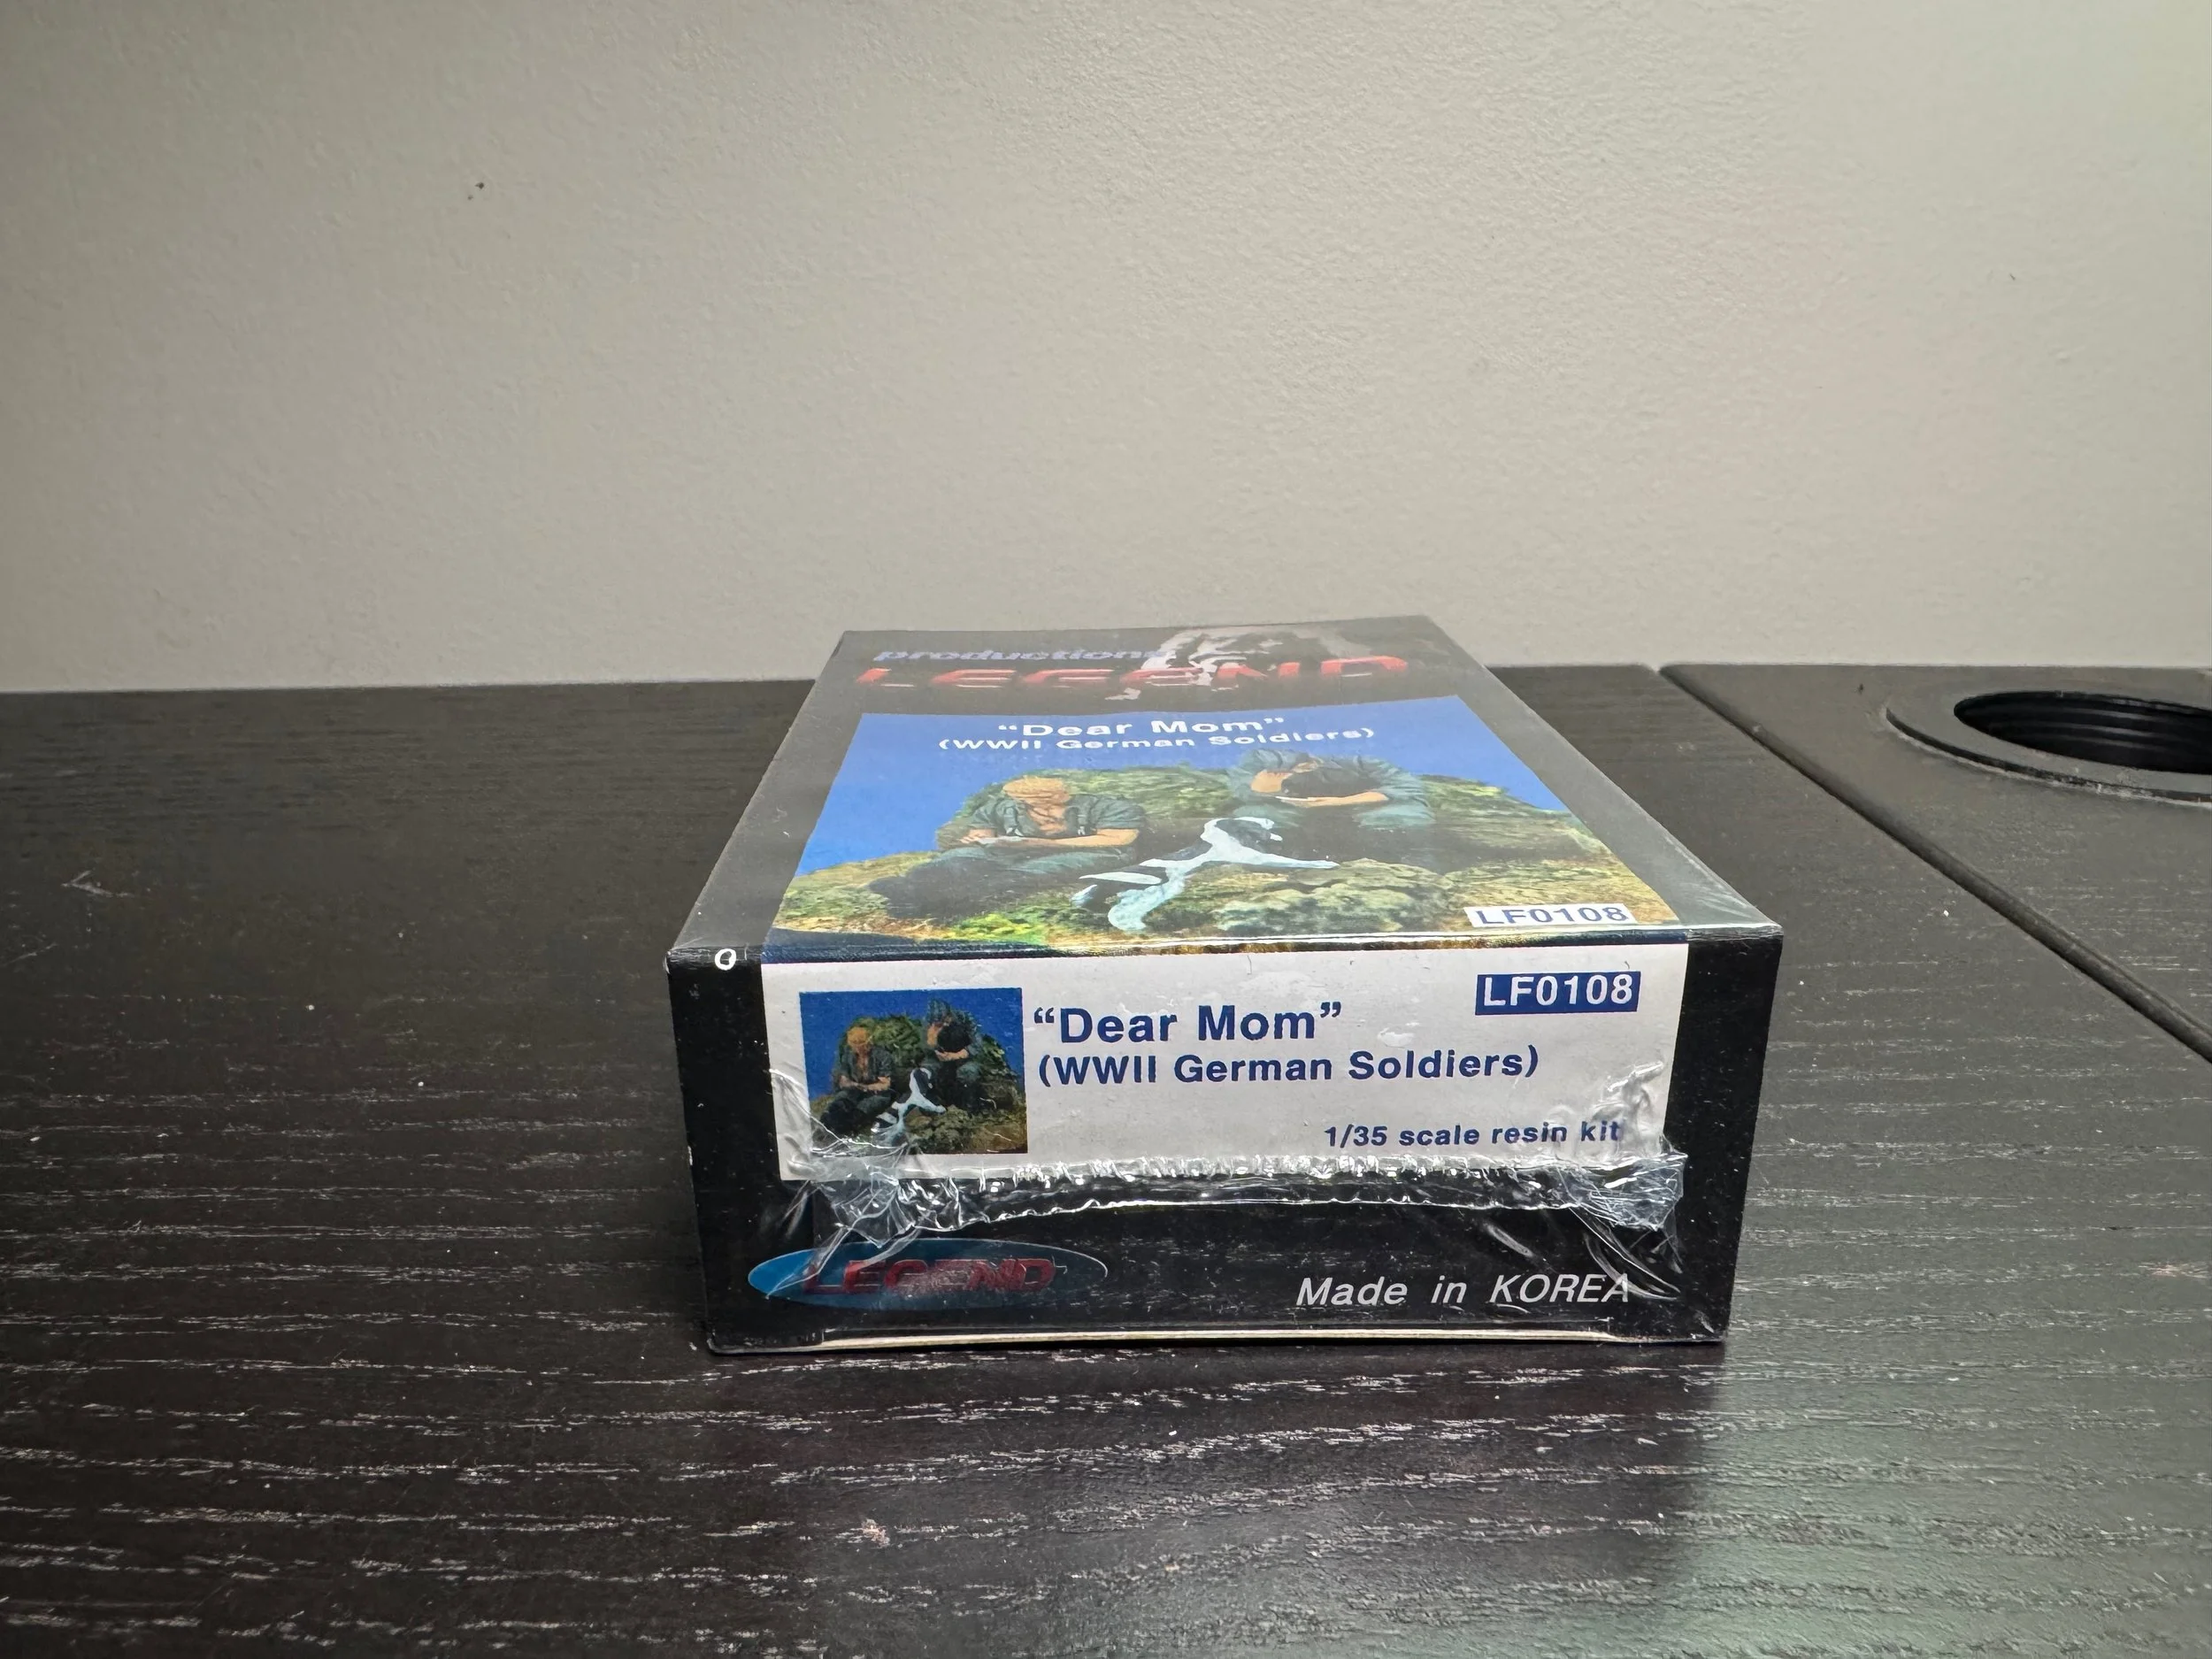 productions
LEGEND
“Dear Mom”
(WWII German Soldiers)
LF0108
LF0108
“Dear Mom”
(WWII German Soldiers)
1/35 scale resin kit
LEGEND
Made in KOREA